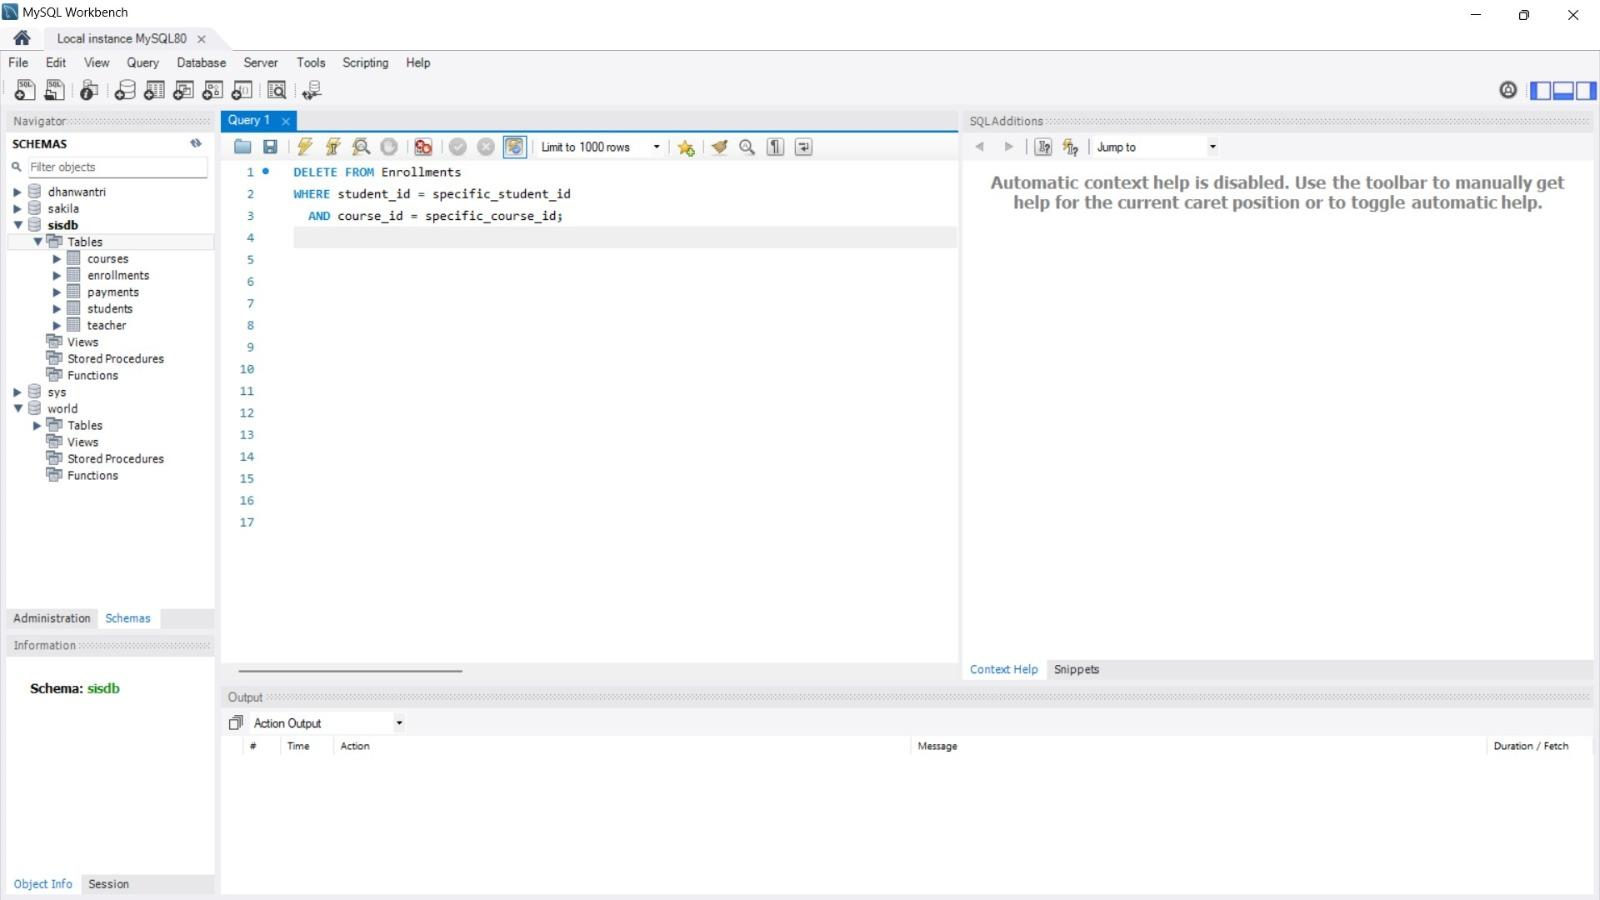 MySQL Workbench
Local instance MySQL80
File Edit View Query Database Server Tools Scripting Help
Navigator
SCHEMAS
Filter objects
dhanwantri
sakila
sisdb
Tables
courses
enrollments
payments
students
teacher
Views
Stored Procedures
Functions
sys
world
Tables
Views
Stored Procedures
Functions
Administration Schemas
Information
Schema: sisdb
Object Info Session
Query 1
Limit to 1000 rows
1 DELETE FROM Enrollments
2 WHERE student_id = specific_student_id
3 AND course_id = specific_course_id;
4
5
6
7
8
9
10
11
12
13
14
15
16
17
SQLAdditions
Jump to
Automatic context help is disabled. Use the toolbar to manually get
help for the current caret position or to toggle automatic help.
Context Help Snippets
Output
Action Output
# Time Action Message Duration / Fetch